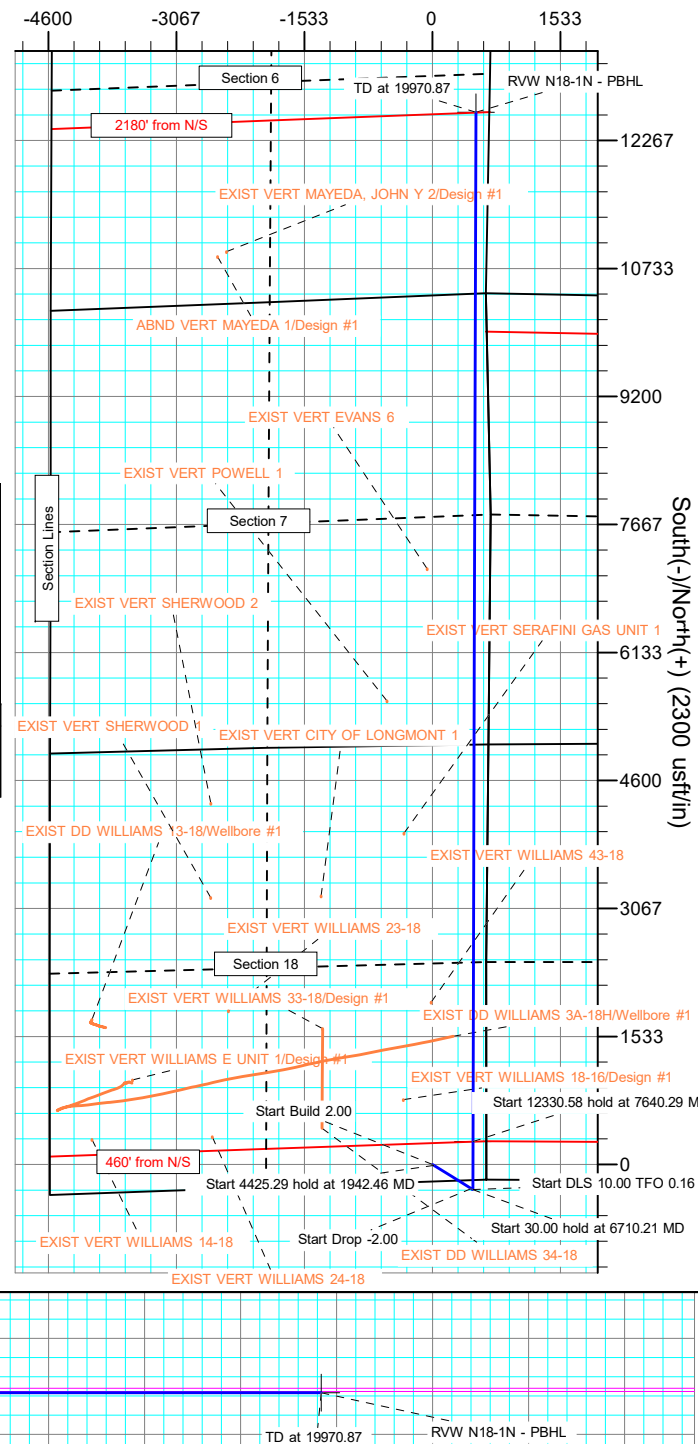 -4600 -3067 -1533 0 1533
Section 6
TD at 19970.87
RVW N18-1N - PBHL
2180' from N/S
12267
EXIST VERT MAYEDA, JOHN Y 2/Design #1
10733
ABND VERT MAYEDA 1/Design #1
9200
EXIST VERT EVANS 6
EXIST VERT POWELL 1
Section Lines
Section 7
7667
South(-)/North(+) (2300 usft/in)
EXIST VERT SHERWOOD 2
EXIST VERT SERAFINI GAS UNIT 1
6133
EXIST VERT SHERWOOD 1
EXIST VERT CITY OF LONGMONT 1
4600
EXIST DD WILLIAMS 13-18/Wellbore #1
EXIST VERT WILLIAMS 43-18
3067
EXIST VERT WILLIAMS 23-18
Section 18
EXIST VERT WILLIAMS 33-18/Design #1
EXIST DD WILLIAMS 3A-18H/Wellbore #1
1533
EXIST VERT WILLIAMS E UNIT 1/Design #1
EXIST VERT WILLIAMS 18-16/Design #1
Start Build 2.00
Start 12330.58 hold at 7640.29 M
460' from N/S
0
Start 4425.29 hold at 1942.46 MD
Start DLS 10.00 TFO 0.16
Start 30.00 hold at 6710.21 MD
EXIST VERT WILLIAMS 14-18
Start Drop -2.00
EXIST DD WILLIAMS 34-18
EXIST VERT WILLIAMS 24-18
TD at 19970.87
RVW N18-1N - PBHL